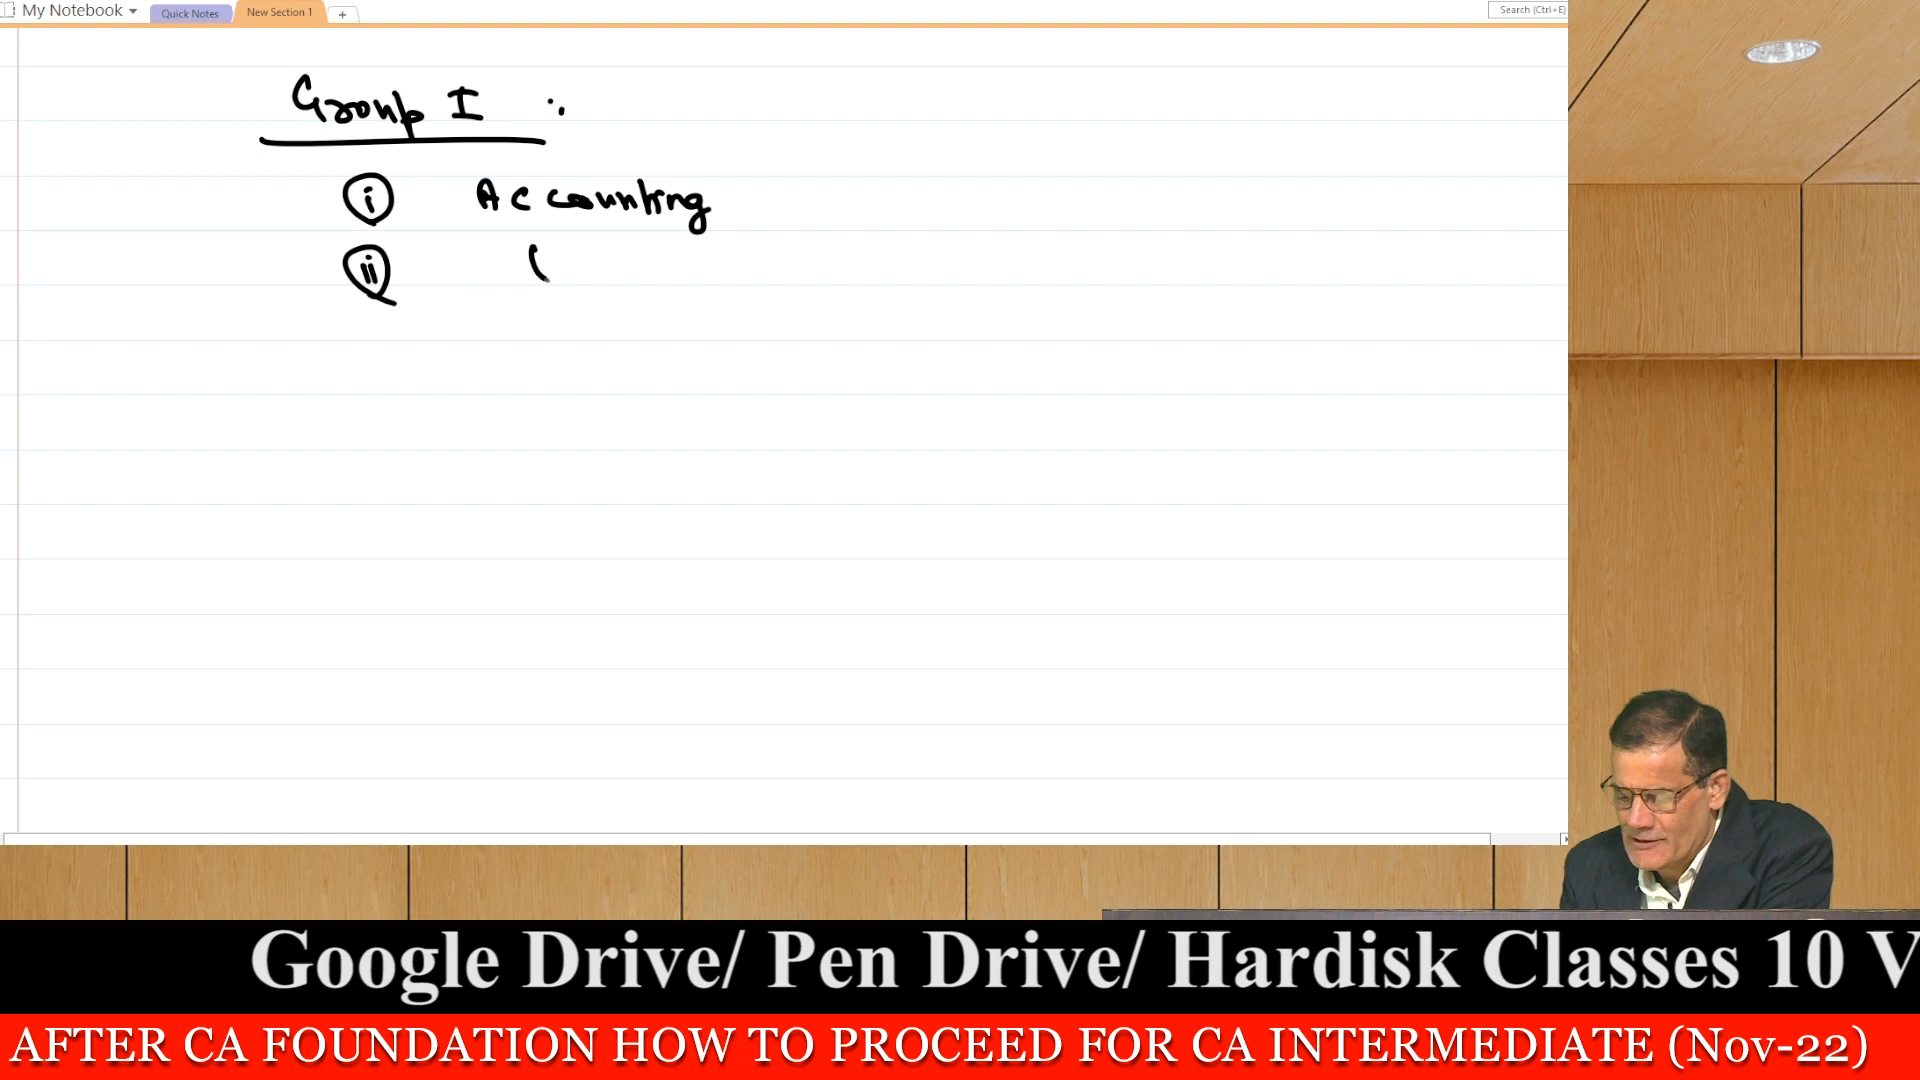 My Notebook Quick Notes New Section 1 + Search (Ctrl+E)
Group I :
i Accounting
ii (
Google Drive/ Pen Drive/ Hardisk Classes 10 V
AFTER CA FOUNDATION HOW TO PROCEED FOR CA INTERMEDIATE (Nov-22)